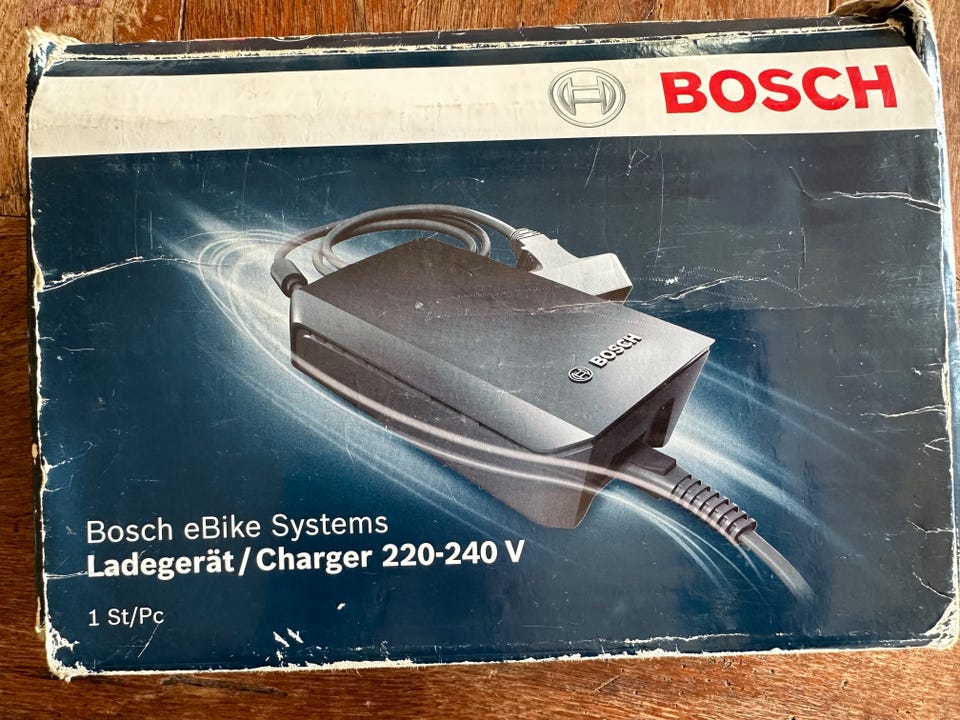 BOSCH
BOSCH
Bosch eBike Systems
Ladegerät/Charger 220-240 V
1 St/Pc